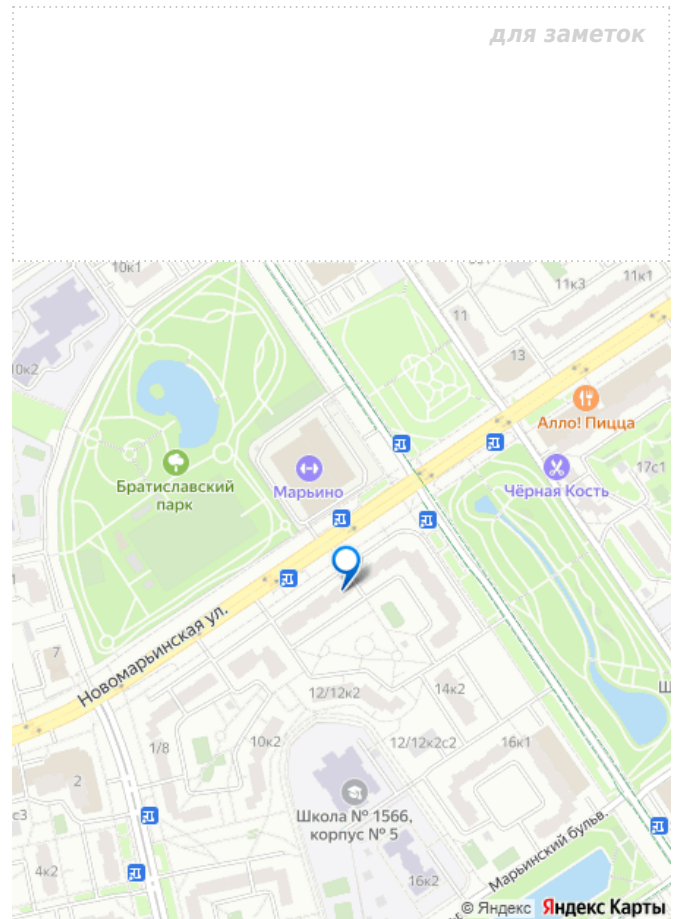 для заметок
10к1
11к3
11к1
11
10к2
13
Алло! Пицца
Братиславский
парк
Марьино
17с1
Чёрная Кость
Новомарьинская ул.
7
12/12к2
14к2
1/8
10к2
12/12к2с2
16к1
2
Школа № 1566,
корпус № 5
Марьинский бульв.
4к2
16к2
© Яндекс Яндекс Карты